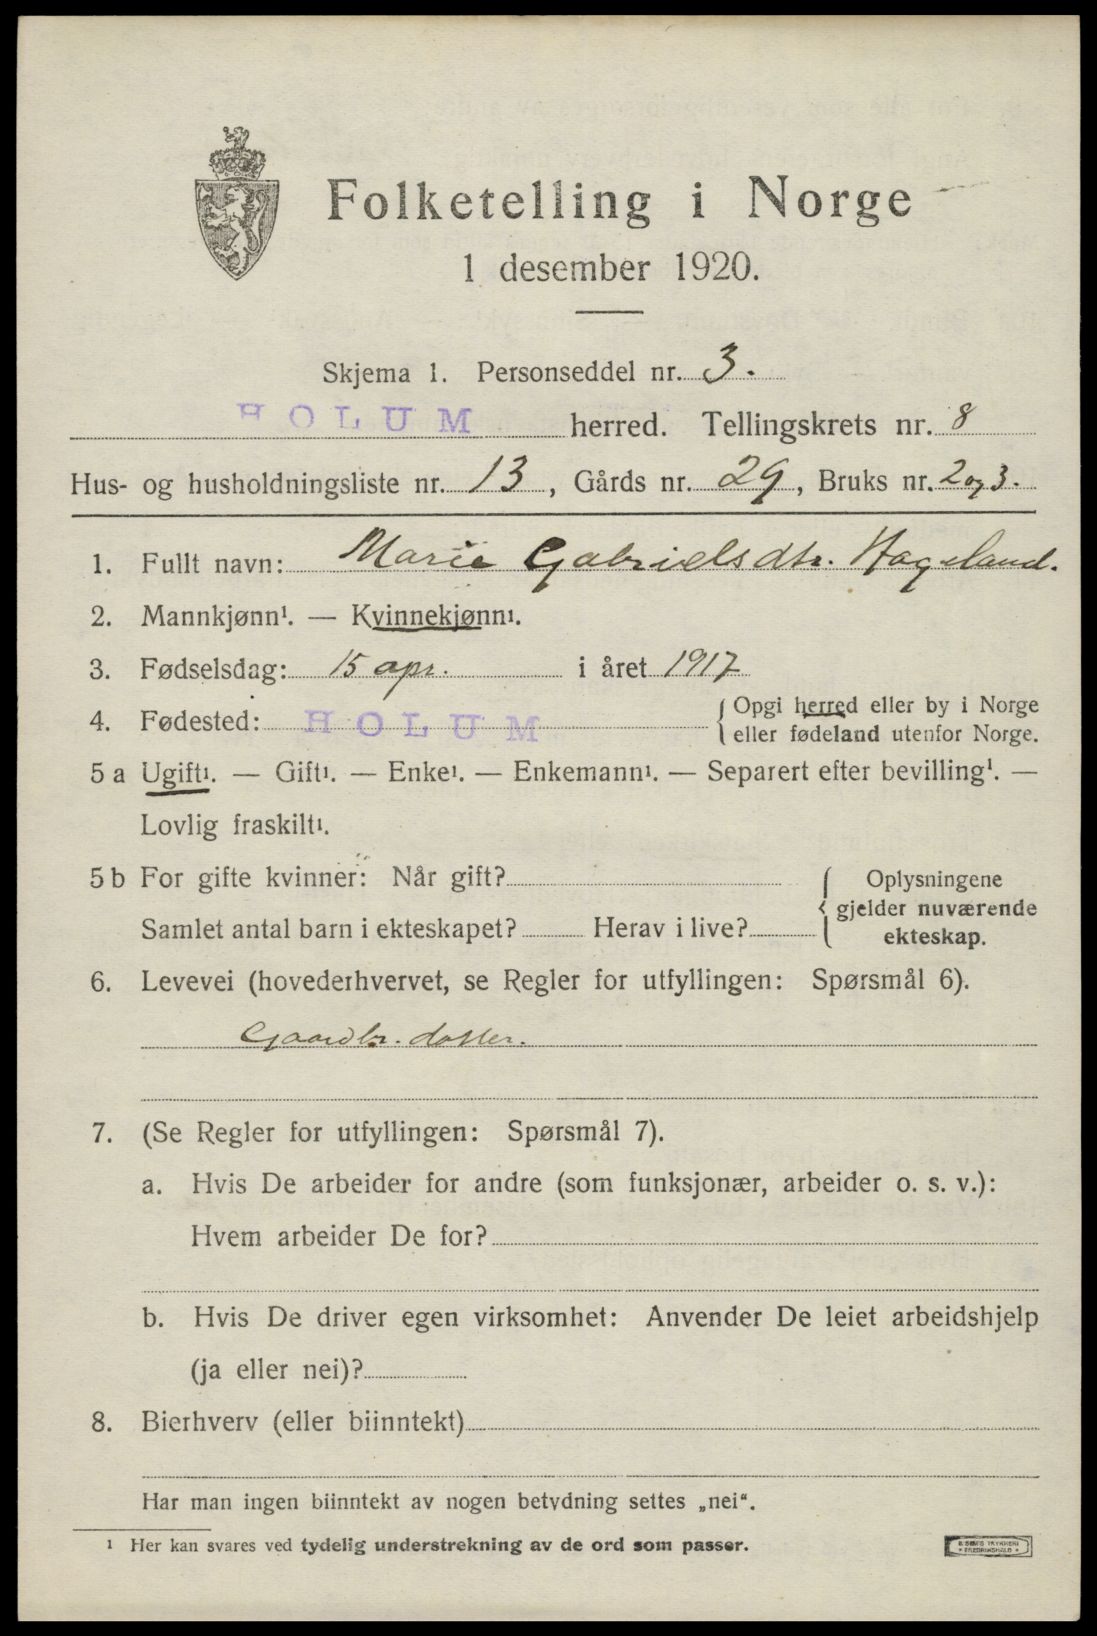 Folketelling i Norge
1 desember 1920.
Skjema 1. Personseddel nr. 3.
HOLUM herred. Tellingskrets nr. 8
Hus- og husholdningsliste nr. 13, Gårds nr. 29, Bruks nr. 2 og 3.
1. Fullt navn: Marie Gabrielsdtr. Hageland.
2. Mannkjønn¹. — Kvinnekjønn¹.
3. Fødselsdag: 15 apr. i året 1917
4. Fødested: HOLUM { Opgi herred eller by i Norge
eller fødeland utenfor Norge.
5 a Ugift¹. — Gift¹. — Enke¹. — Enkemann¹. — Separert efter bevilling¹. —
Lovlig fraskilt¹.
5 b For gifte kvinner: Når gift? { Oplysningene
gjelder nuværende
Samlet antal barn i ekteskapet? Herav i live? ekteskap.
6. Levevei (hovederhvervet, se Regler for utfyllingen: Spørsmål 6).
Gaardbr. datter.
7. (Se Regler for utfyllingen: Spørsmål 7).
a. Hvis De arbeider for andre (som funksjonær, arbeider o. s. v.):
Hvem arbeider De for?
b. Hvis De driver egen virksomhet: Anvender De leiet arbeidshjelp
(ja eller nei)?
8. Bierhverv (eller biinntekt)
Har man ingen biinntekt av nogen betydning settes „nei“.
¹ Her kan svares ved tydelig understrekning av de ord som passer.
TRYKKERI
FREDRIKSHALD